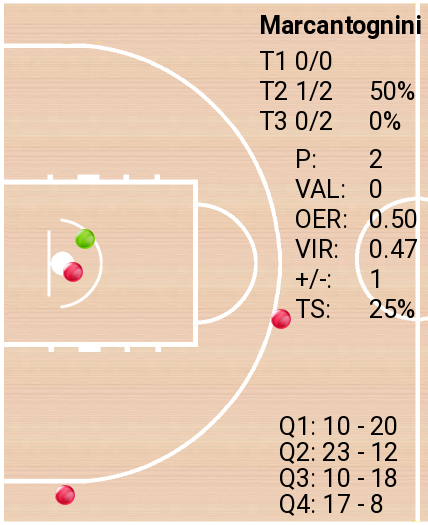 Marcantognini
T1 0/0
T2 1/2 50%
T3 0/2 0%
P: 2
VAL: 0
OER: 0.50
VIR: 0.47
+/-: 1
TS: 25%
Q1: 10 - 20
Q2: 23 - 12
Q3: 10 - 18
Q4: 17 - 8